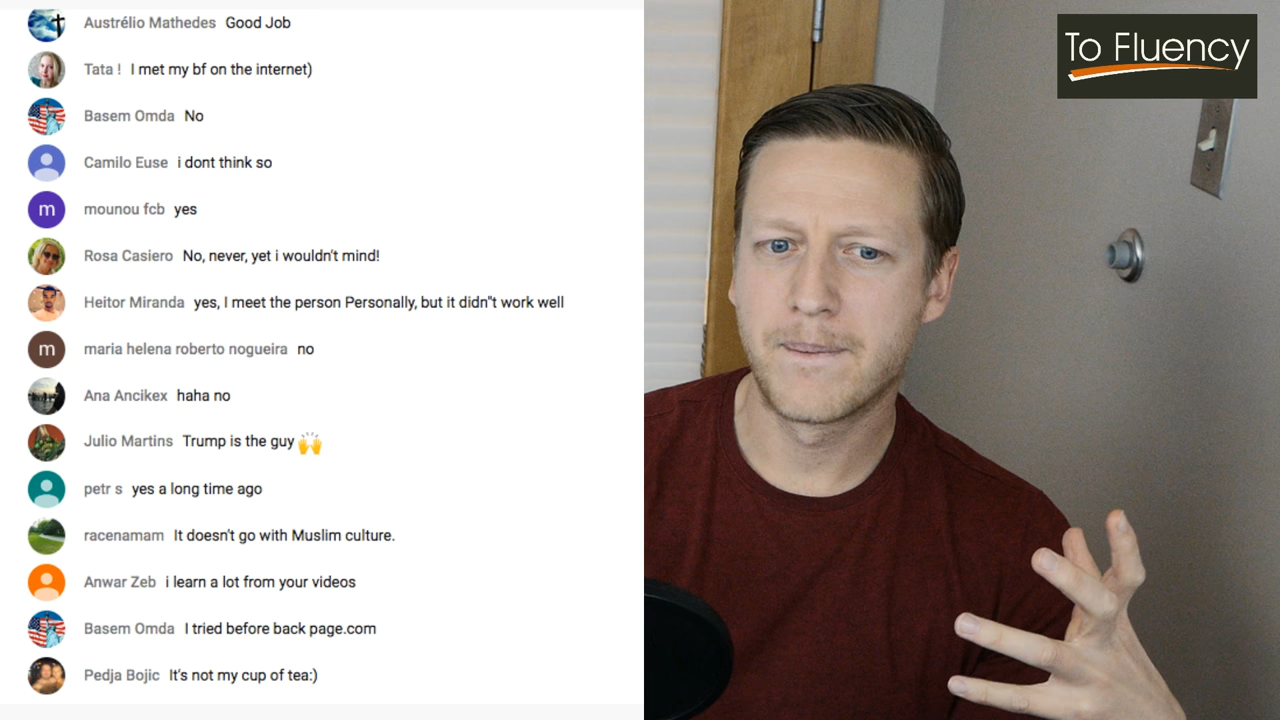 Austrélio Mathedes Good Job
Tata ! I met my bf on the internet)
Basem Omda No
Camilo Euse i dont think so
m mounou fcb yes
Rosa Casiero No, never, yet i wouldn't mind!
Heitor Miranda yes, I meet the person Personally, but it didn"t work well
m maria helena roberto nogueira no
Ana Ancikex haha no
Julio Martins Trump is the guy 🙌
petr s yes a long time ago
racenamam It doesn't go with Muslim culture.
Anwar Zeb i learn a lot from your videos
Basem Omda I tried before back page.com
Pedja Bojic It's not my cup of tea:)
To Fluency